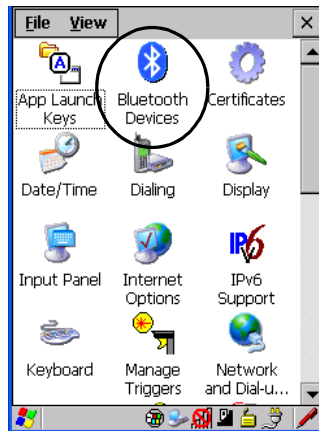 File View
App Launch Keys
Bluetooth Devices
Certificates
Date/Time
Dialing
Display
Input Panel
Internet Options
IPv6
IPv6 Support
Keyboard
Manage Triggers
Network and Dial-u...